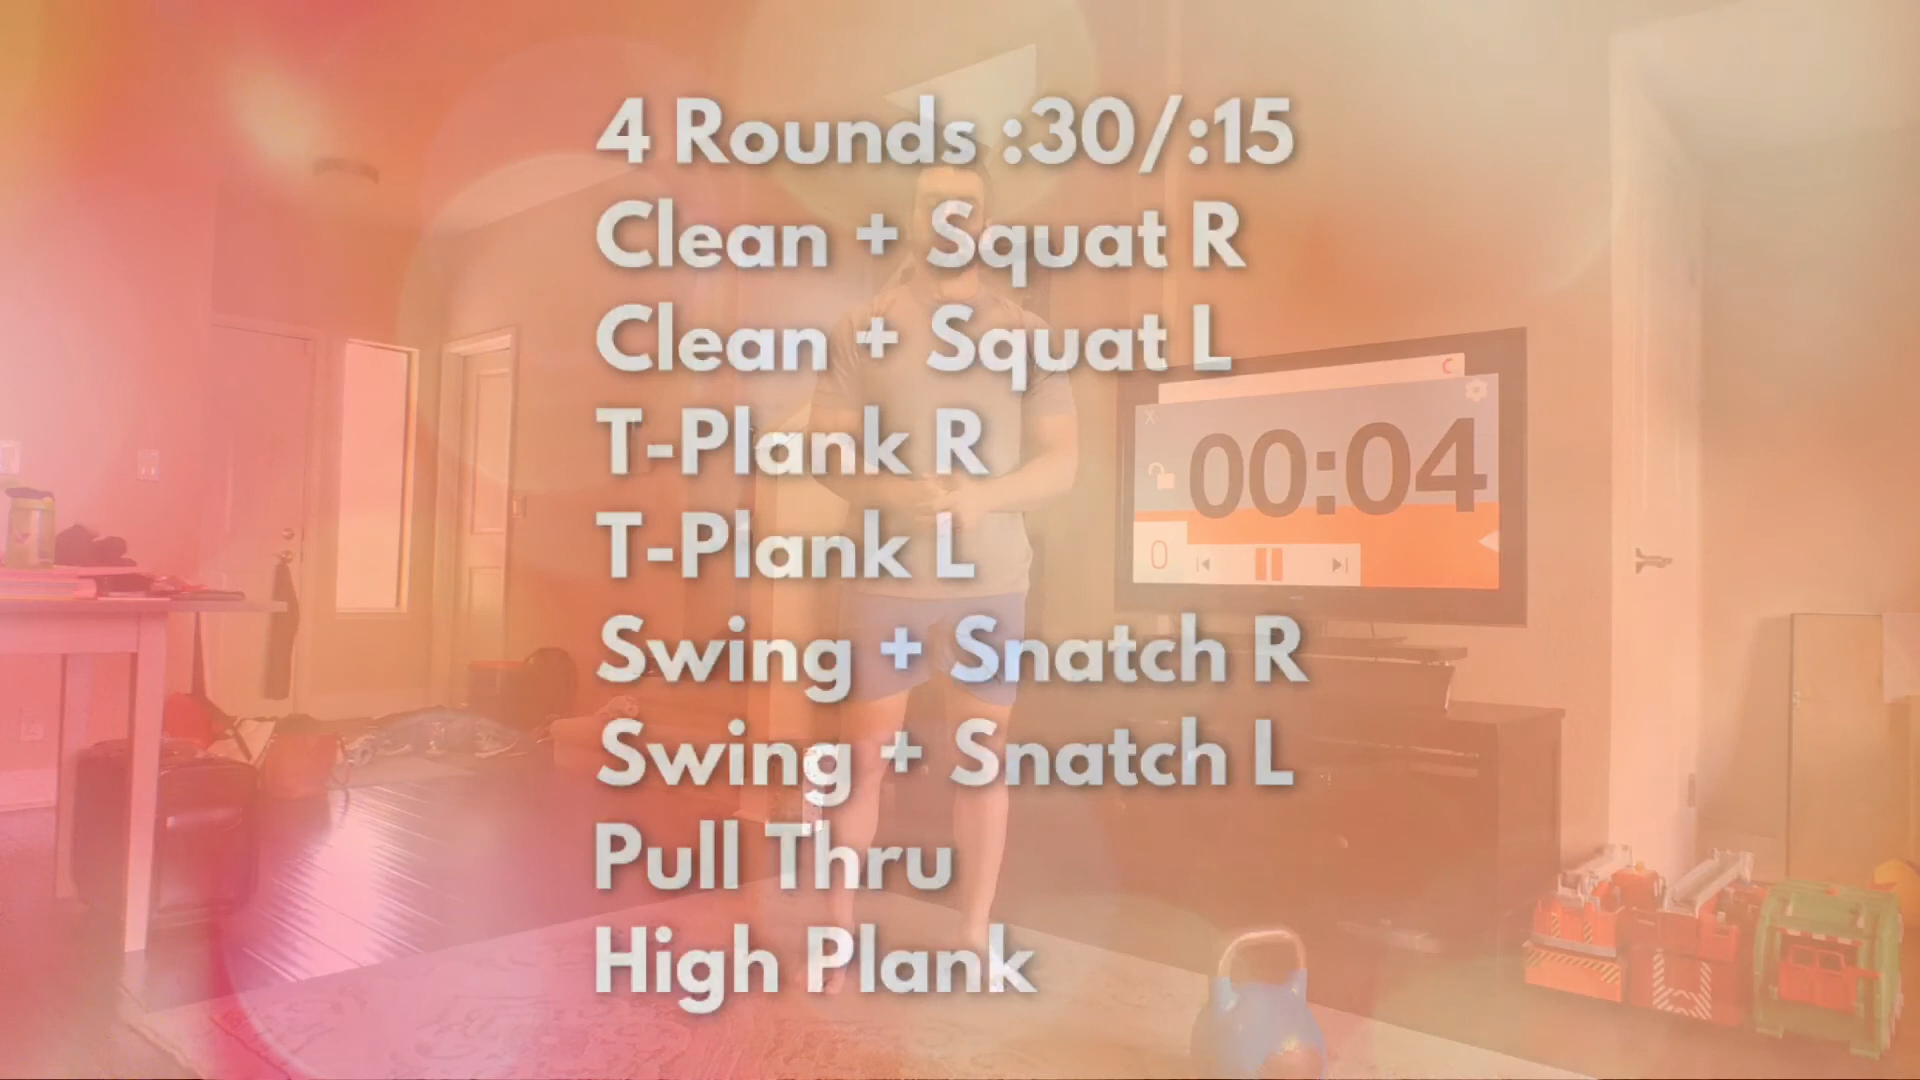 4 Rounds :30/:15
Clean + Squat R
Clean + Squat L
T-Plank R
T-Plank L
Swing + Snatch R
Swing + Snatch L
Pull Thru
High Plank
C
X
00:04
0